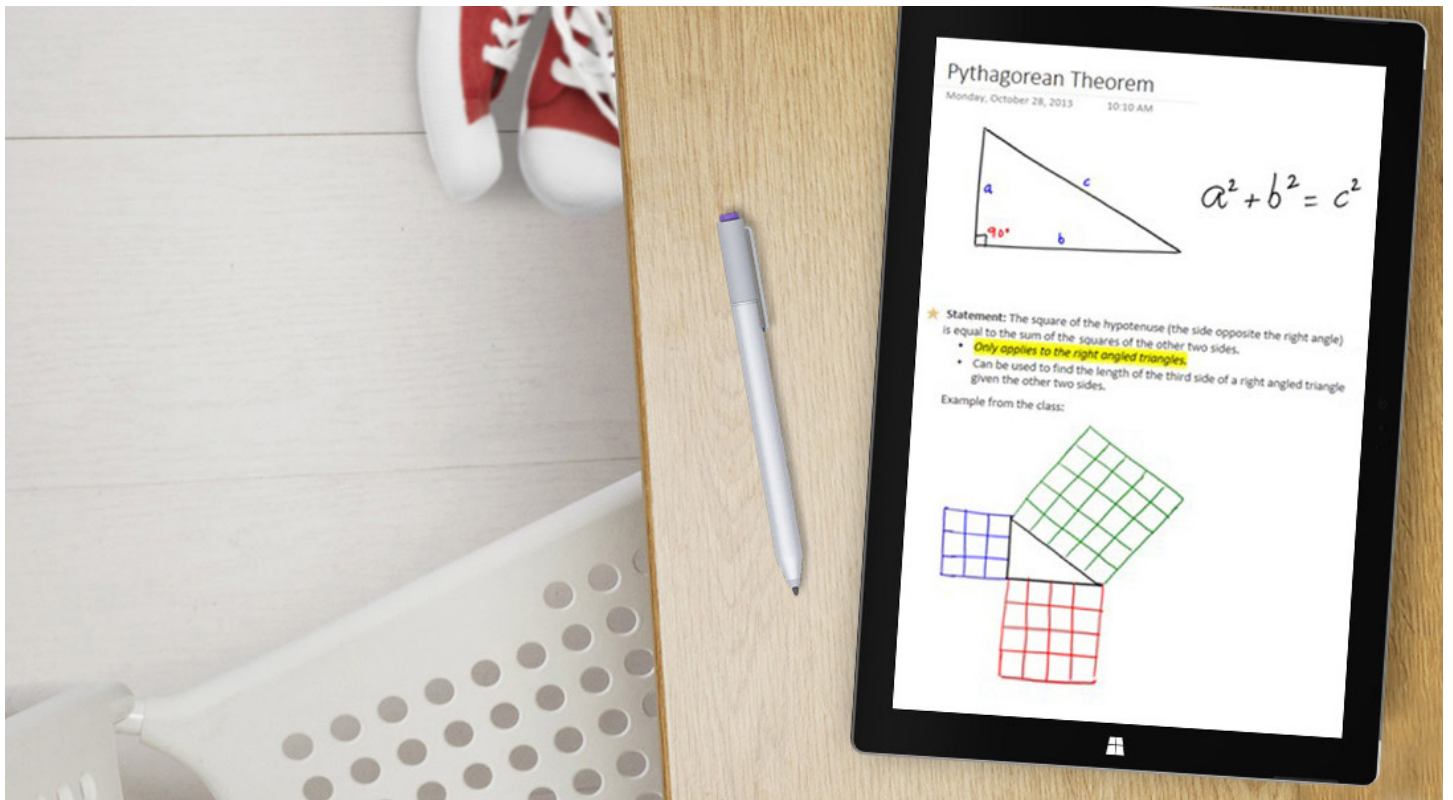 Pythagorean Theorem
Monday, October 28, 2013 10:10 AM
a
c
90°
b
a² + b² = c²
Statement: The square of the hypotenuse (the side opposite the right angle)
is equal to the sum of the squares of the other two sides.
• Only applies to the right angled triangles.
• Can be used to find the length of the third side of a right angled triangle
given the other two sides.
Example from the class: